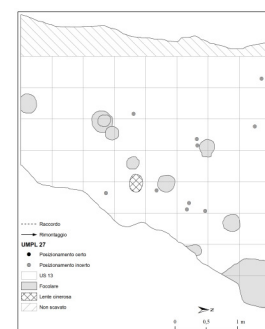 Raccordo
Rimontaggio
UMPL 27
Posizionamento certo
Posizionamento incerto
US 13
Focolare
Lente cinerosa
Non scavato
N
0 0,5 1 m